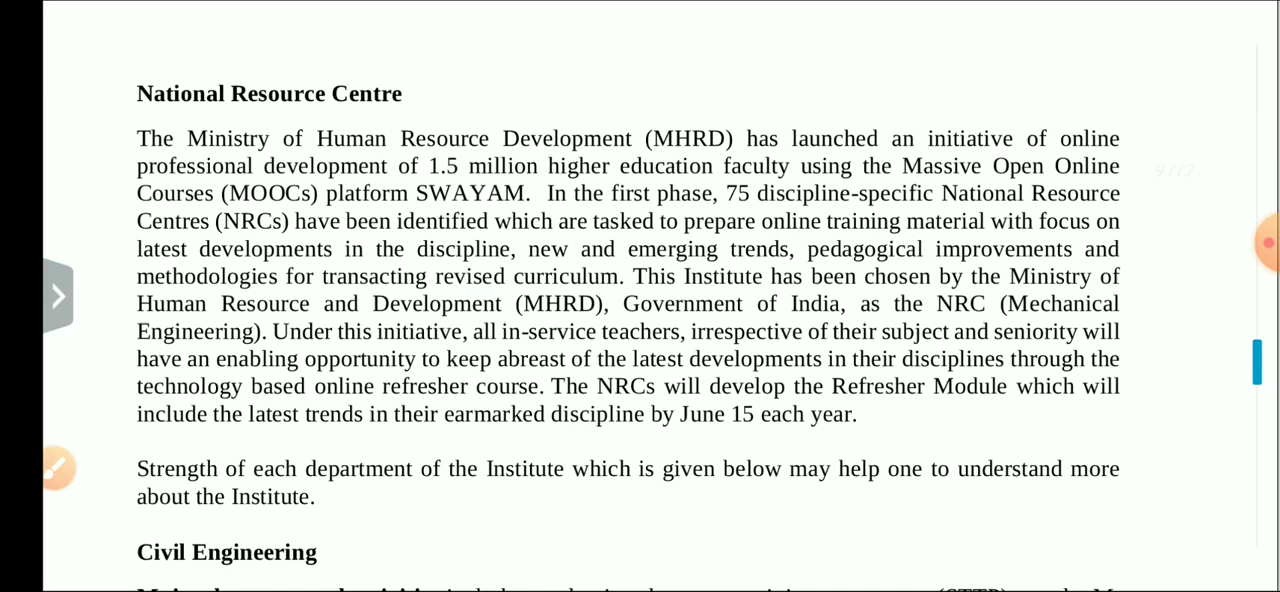 National Resource Centre
The Ministry of Human Resource Development (MHRD) has launched an initiative of online
professional development of 1.5 million higher education faculty using the Massive Open Online
Courses (MOOCs) platform SWAYAM. In the first phase, 75 discipline-specific National Resource
Centres (NRCs) have been identified which are tasked to prepare online training material with focus on
latest developments in the discipline, new and emerging trends, pedagogical improvements and
methodologies for transacting revised curriculum. This Institute has been chosen by the Ministry of
Human Resource and Development (MHRD), Government of India, as the NRC (Mechanical
Engineering). Under this initiative, all in-service teachers, irrespective of their subject and seniority will
have an enabling opportunity to keep abreast of the latest developments in their disciplines through the
technology based online refresher course. The NRCs will develop the Refresher Module which will
include the latest trends in their earmarked discipline by June 15 each year.
Strength of each department of the Institute which is given below may help one to understand more
about the Institute.
Civil Engineering